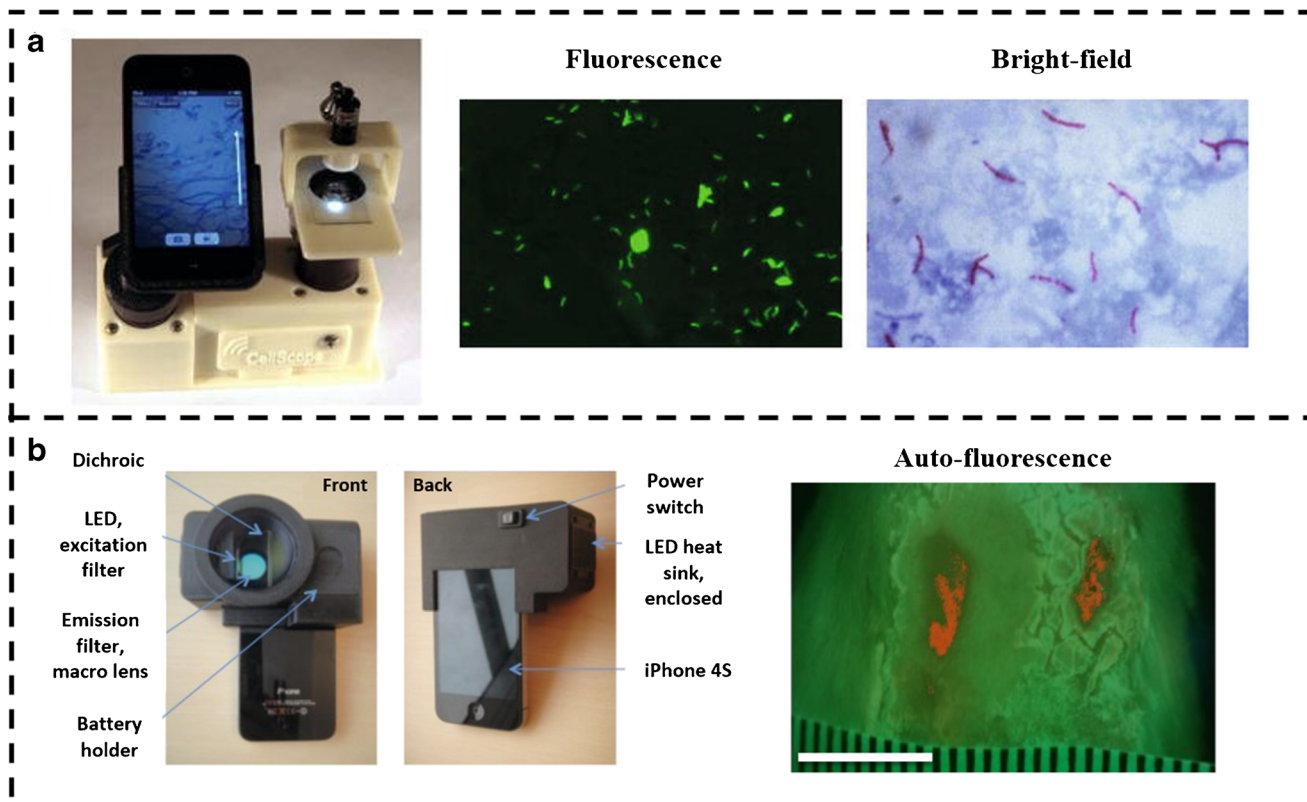 a
Fluorescence
Bright-field
CellScope
b
Dichroic
LED,
excitation
filter
Emission
filter,
macro lens
Battery
holder
Front
Back
Power
switch
LED heat
sink,
enclosed
iPhone 4S
iPhone
Auto-fluorescence